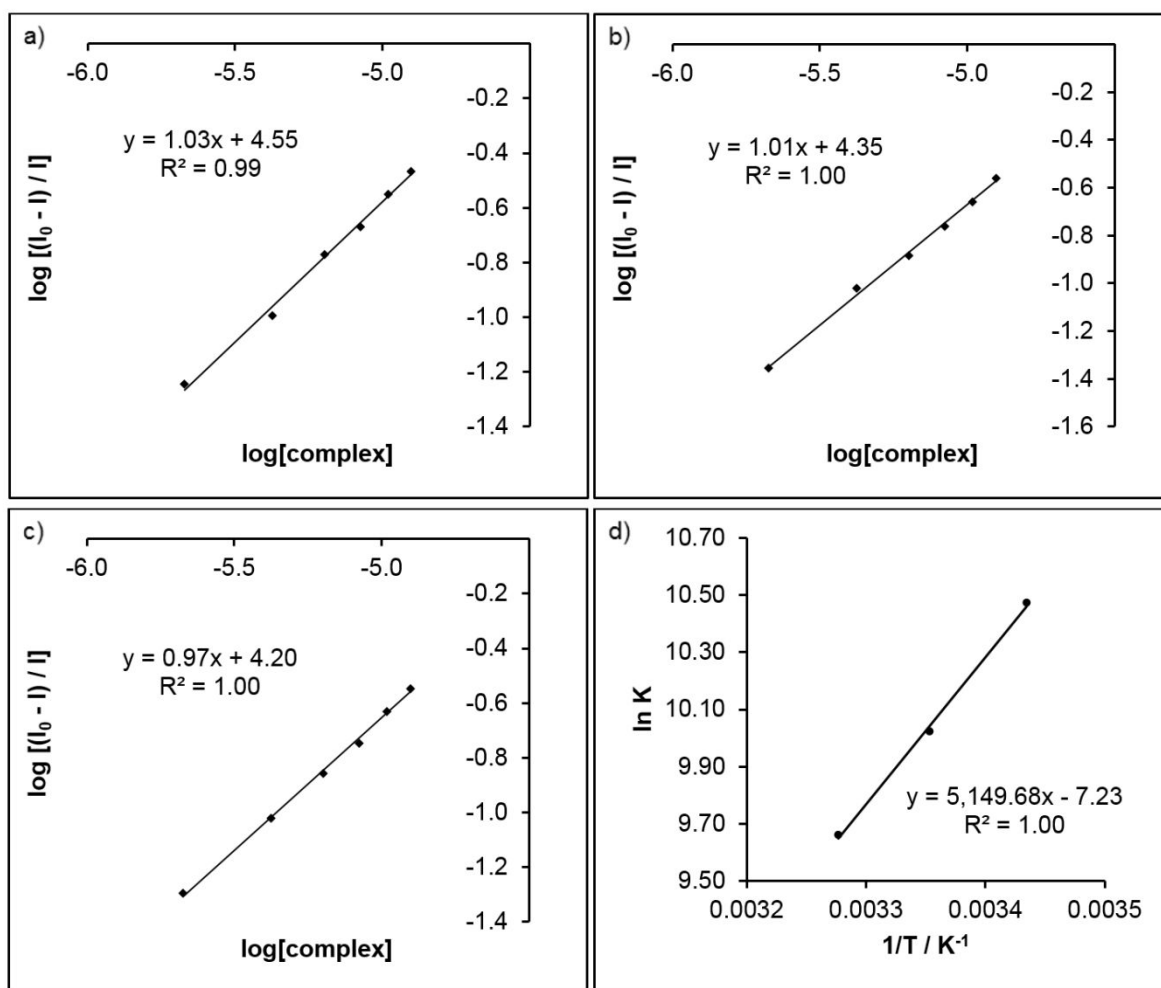 a)
-6.0 -5.5 -5.0
-0.2
-0.4
-0.6
-0.8
-1.0
-1.2
-1.4
y = 1.03x + 4.55
R² = 0.99
log [(I₀ - I) / I]
log[complex]
b)
-6.0 -5.5 -5.0
-0.2
-0.4
-0.6
-0.8
-1.0
-1.2
-1.4
-1.6
y = 1.01x + 4.35
R² = 1.00
log [(I₀ - I) / I]
log[complex]
c)
-6.0 -5.5 -5.0
-0.2
-0.4
-0.6
-0.8
-1.0
-1.2
-1.4
y = 0.97x + 4.20
R² = 1.00
log [(I₀ - I) / I]
log[complex]
d)
10.70
10.50
10.30
10.10
9.90
9.70
9.50
ln K
y = 5,149.68x - 7.23
R² = 1.00
0.0032 0.0033 0.0034 0.0035
1/T / K⁻¹